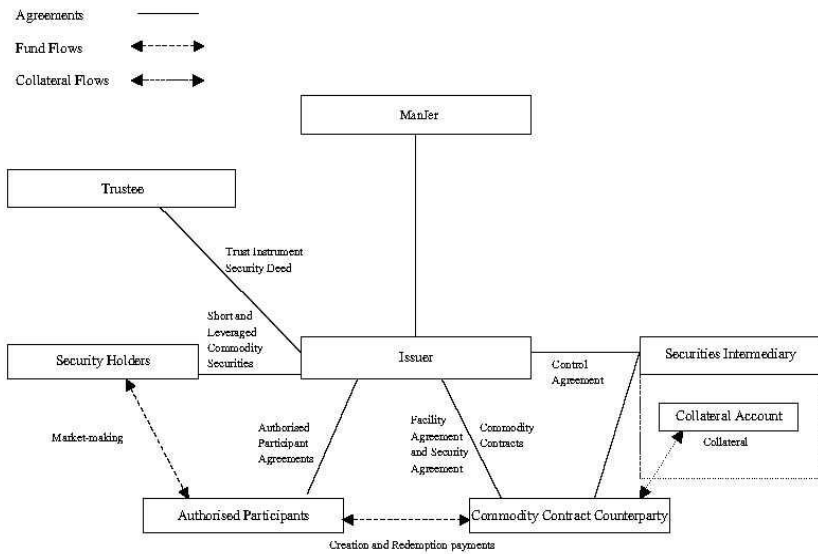 Agreements
Fund Flows
Collateral Flows
ManJer
Trustee
Trust Instrument
Security Deed
Short and
Leveraged
Commodity
Securities
Security Holders
Issuer
Securities Intermediary
Control
Agreement
Collateral Account
Collateral
Market-making
Authorised
Participant
Agreements
Facility
Agreement
and Security
Agreement
Commodity
Contracts
Authorised Participants
Commodity Contract Counterparty
Creation and Redemption payments